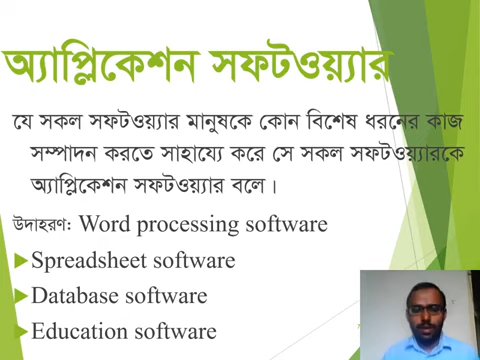 অ্যাপ্লিকেশন সফটওয়্যার
যে সকল সফটওয়্যার মানুষকে কোন বিশেষ ধরনের কাজ
সম্পাদন করতে সাহায্যে করে সে সকল সফটওয়্যারকে
অ্যাপ্লিকেশন সফটওয়্যার বলে।
উদাহরণ: Word processing software
Spreadsheet software
Database software
Education software